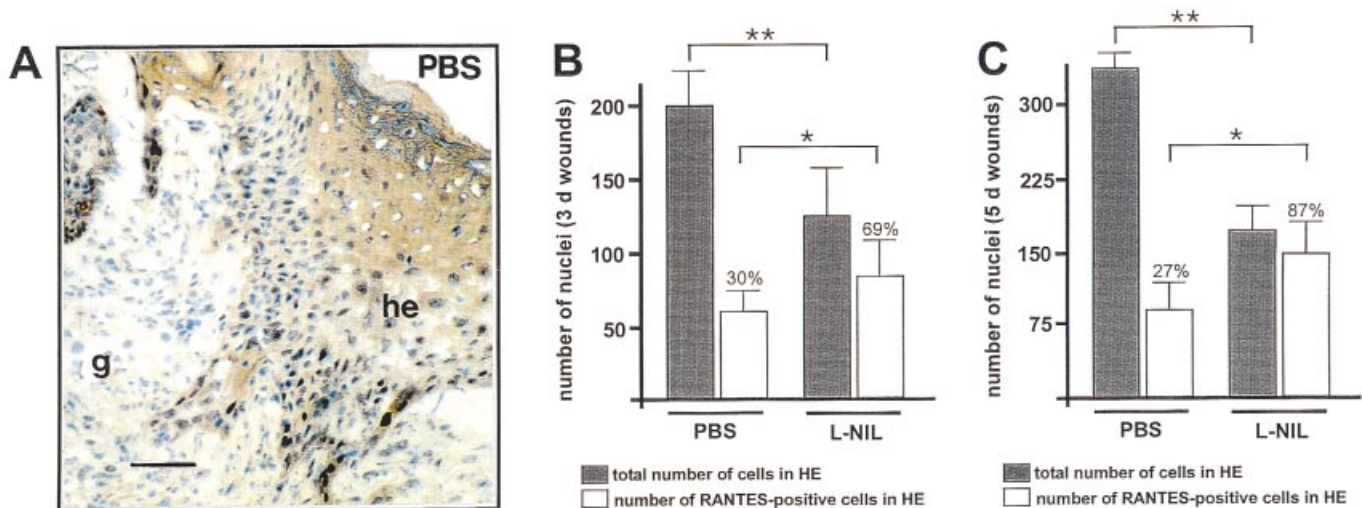 A
PBS
he
g
B
number of nuclei (3 d wounds)
200
150
100
50
**
*
30%
69%
PBS
L-NIL
total number of cells in HE
number of RANTES-positive cells in HE
C
number of nuclei (5 d wounds)
300
225
150
75
**
*
27%
87%
PBS
L-NIL
total number of cells in HE
number of RANTES-positive cells in HE